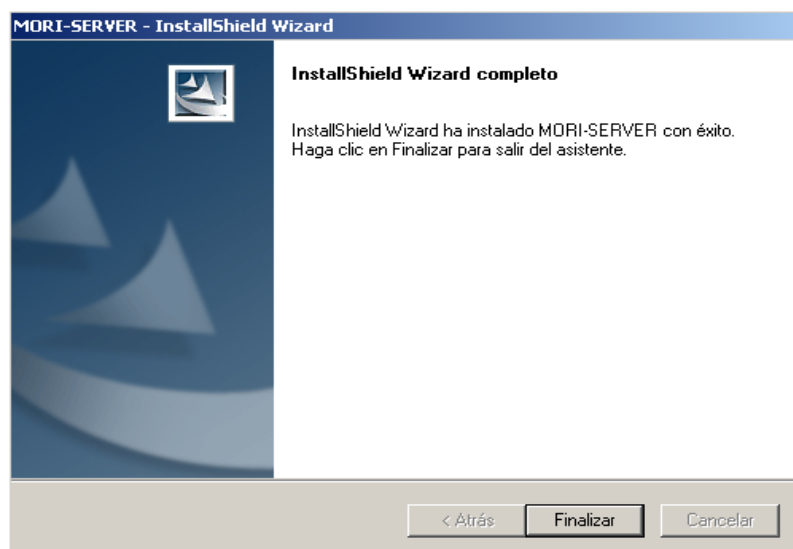 MORI-SERVER - InstallShield Wizard
InstallShield Wizard completo
InstallShield Wizard ha instalado MORI-SERVER con éxito.
Haga clic en Finalizar para salir del asistente.
< Atrás
Finalizar
Cancelar